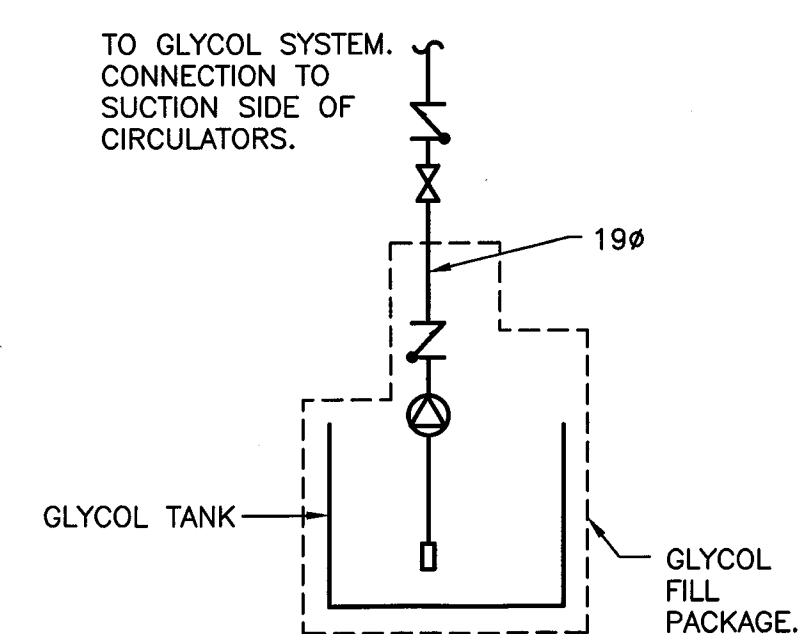 TO GLYCOL SYSTEM.
CONNECTION TO
SUCTION SIDE OF
CIRCULATORS.
19ø
GLYCOL TANK
GLYCOL
FILL
PACKAGE.